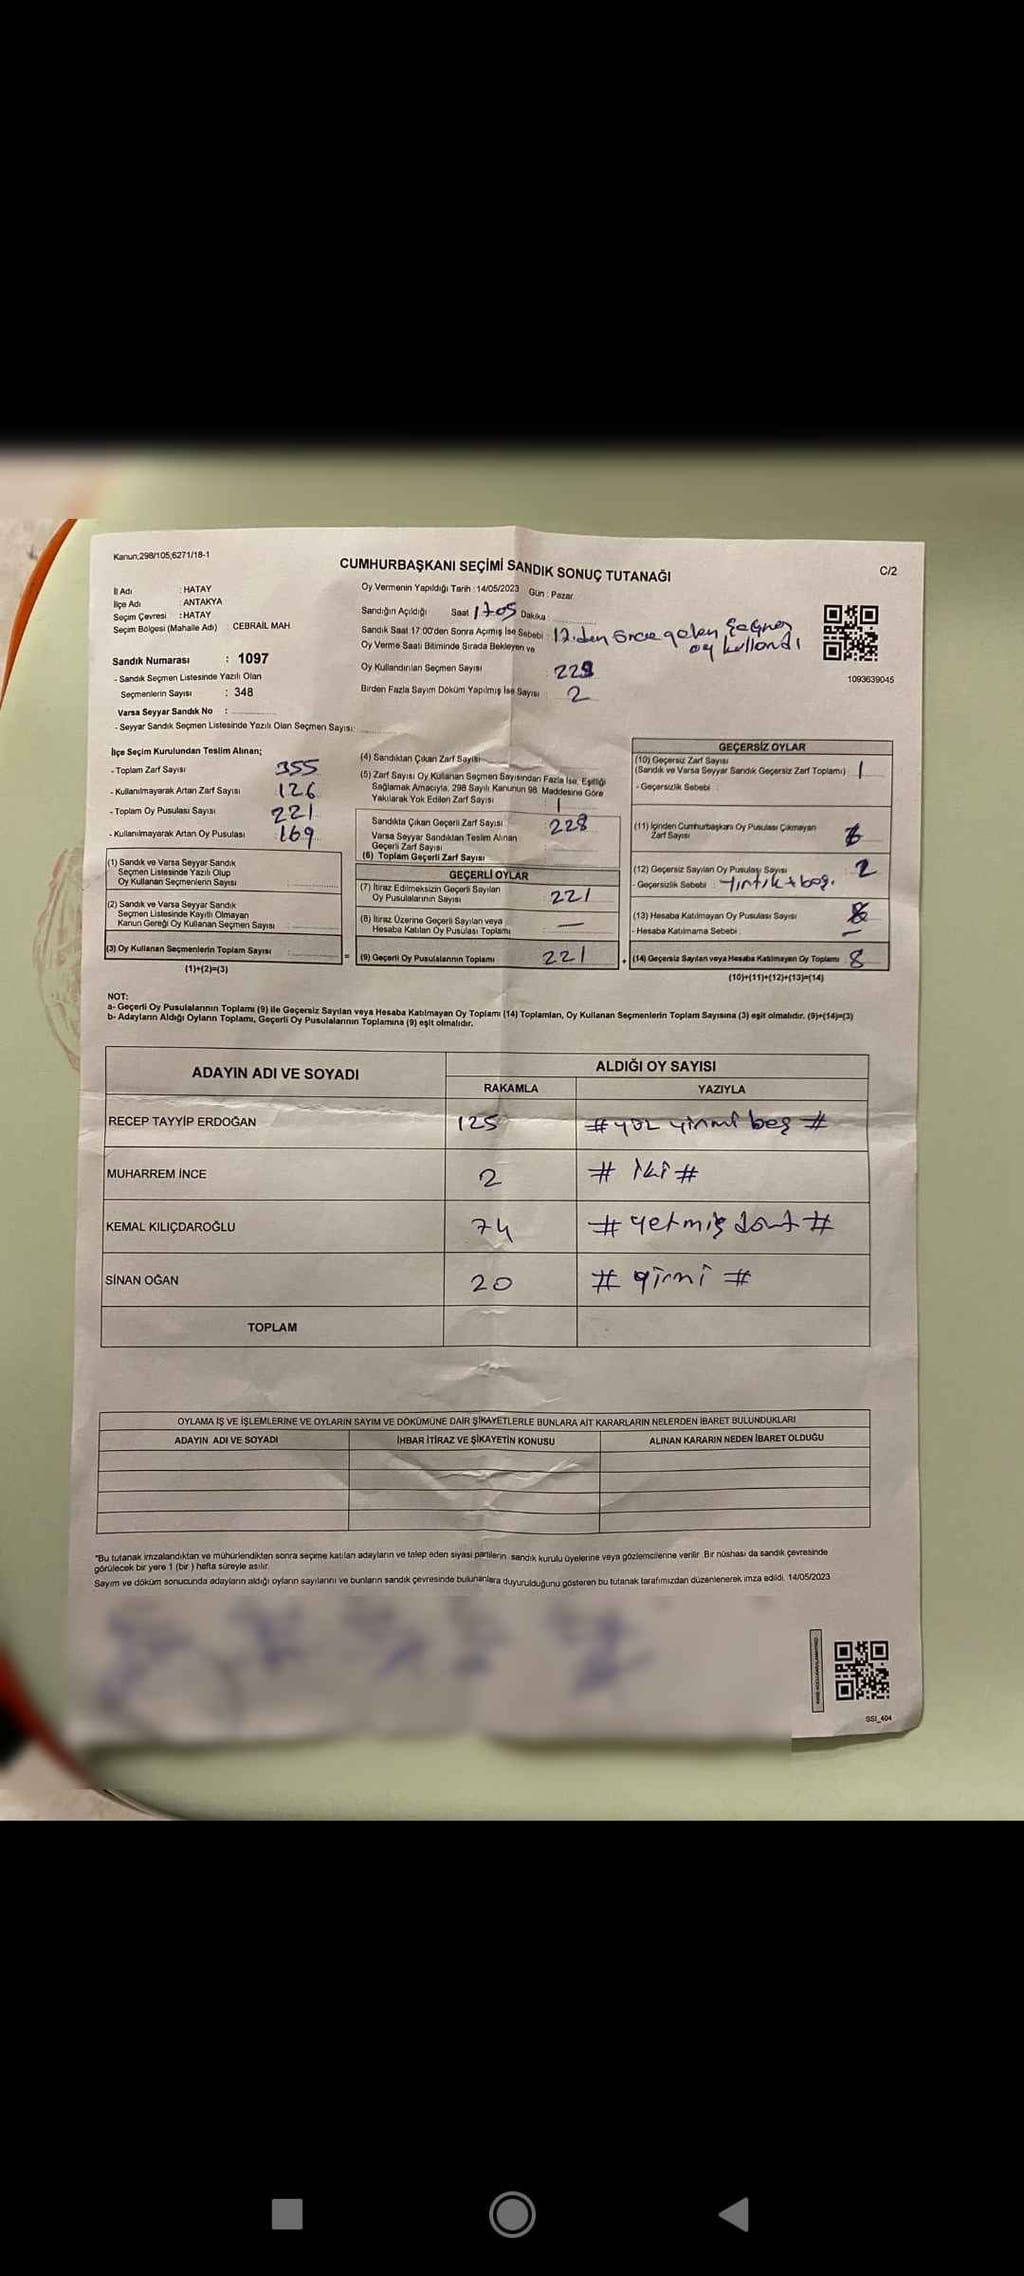 Kanun;298/105;6271/18-1
CUMHURBAŞKANI SEÇİMİ SANDIK SONUÇ TUTANAĞI
C/2
İl Adı : HATAY
İlçe Adı : ANTAKYA
Seçim Çevresi : HATAY
Seçim Bölgesi (Mahalle Adı) : CEBRAİL MAH.
Sandık Numarası : 1097
- Sandık Seçmen Listesinde Yazılı Olan
Seçmenlerin Sayısı : 348
Varsa Seyyar Sandık No :
- Seyyar Sandık Seçmen Listesinde Yazılı Olan Seçmen Sayısı:
Oy Vermenin Yapıldığı Tarih : 14/05/2023 Gün : Pazar
Sandığın Açıldığı Saat 1705 Dakika :
Sandık Saat 17:00'den Sonra Açımış İse Sebebi : 17.den önce gelen seçmen
Oy Verme Saati Bitiminde Sırada Bekleyen ve oy kullandı
Oy Kullandırılan Seçmen Sayısı : 229
Birden Fazla Sayım Döküm Yapılmış İse Sayısı : 2
1093639045
İlçe Seçim Kurulundan Teslim Alınan;
- Toplam Zarf Sayısı 355
- Kullanılmayarak Artan Zarf Sayısı : 126
- Toplam Oy Pusulası Sayısı : 221
- Kullanılmayarak Artan Oy Pusulası : 169
(1) Sandık ve Varsa Seyyar Sandık
Seçmen Listesinde Yazılı Olup
Oy Kullanan Seçmenlerin Sayısı :
(2) Sandık ve Varsa Seyyar Sandık
Seçmen Listesinde Kayıtlı Olmayan
Kanun Gereği Oy Kullanan Seçmen Sayısı :
(3) Oy Kullanan Seçmenlerin Toplam Sayısı :
(1)+(2)=(3)
(4) Sandıktan Çıkan Zarf Sayısı
(5) Zarf Sayısı Oy Kullanan Seçmen Sayısından Fazla İse, Eşitliği
Sağlamak Amacıyla, 298 Sayılı Kanunun 98. Maddesine Göre
Yakılarak Yok Edilen Zarf Sayısı : 1
Sandıkta Çıkan Geçerli Zarf Sayısı : 228
Varsa Seyyar Sandıktan Teslim Alınan
Geçerli Zarf Sayısı :
(6) Toplam Geçerli Zarf Sayısı
GEÇERLİ OYLAR
(7) İtiraz Edilmeksizin Geçerli Sayılan
Oy Pusulalarının Sayısı : 221
(8) İtiraz Üzerine Geçerli Sayılan veya
Hesaba Katılan Oy Pusulası Toplamı : —
= (9) Geçerli Oy Pusulalarının Toplamı 221 +
GEÇERSİZ OYLAR
(10) Geçersiz Zarf Sayısı
(Sandık ve Varsa Seyyar Sandık Geçersiz Zarf Toplamı) : 1
- Geçersizlik Sebebi :
(11) İçinden Cumhurbaşkanı Oy Pusulası Çıkmayan
Zarf Sayısı
(12) Geçersiz Sayılan Oy Pusulası Sayısı : 2
- Geçersizlik Sebebi : Yırtık + boş.
(13) Hesaba Katılmayan Oy Pusulası Sayısı
- Hesaba Katılmama Sebebi : —
(14) Geçersiz Sayılan veya Hesaba Katılmayan Oy Toplamı : 8
(10)+(11)+(12)+(13)=(14)
NOT:
a- Geçerli Oy Pusulalarının Toplamı (9) ile Geçersiz Sayılan veya Hesaba Katılmayan Oy Toplamı (14) Toplamları, Oy Kullanan Seçmenlerin Toplam Sayısına (3) eşit olmalıdır. (9)+(14)=(3)
b- Adayların Aldığı Oyların Toplamı, Geçerli Oy Pusulalarının Toplamına (9) eşit olmalıdır.
ADAYIN ADI VE SOYADI
ALDIĞI OY SAYISI
RAKAMLA YAZIYLA
RECEP TAYYİP ERDOĞAN 125 # yüz yirmi beş #
MUHARREM İNCE 2 # iki #
KEMAL KILIÇDAROĞLU 74 # yetmiş dört #
SİNAN OĞAN 20 # yirmi #
TOPLAM
OYLAMA İŞ VE İŞLEMLERİNE VE OYLARIN SAYIM VE DÖKÜMÜNE DAİR ŞİKAYETLERLE BUNLARA AİT KARARLARIN NELERDEN İBARET BULUNDUKLARI
ADAYIN ADI VE SOYADI İHBAR İTİRAZ VE ŞİKAYETİN KONUSU ALINAN KARARIN NEDEN İBARET OLDUĞU
"Bu tutanak imzalandıktan ve mühürlendikten sonra seçime katılan adayların ve talep eden siyasi partilerin sandık kurulu üyelerine veya gözlemcilerine verilir. Bir nüshası da sandık çevresinde
görülecek bir yere 1 (bir ) hafta süreyle asılır.
Sayım ve döküm sonucunda adayların aldığı oyların sayılarını ve bunların sandık çevresinde bulunanlara duyurulduğunu gösteren bu tutanak tarafımızdan düzenlenerek imza edildi. 14/05/2023
SSI_404